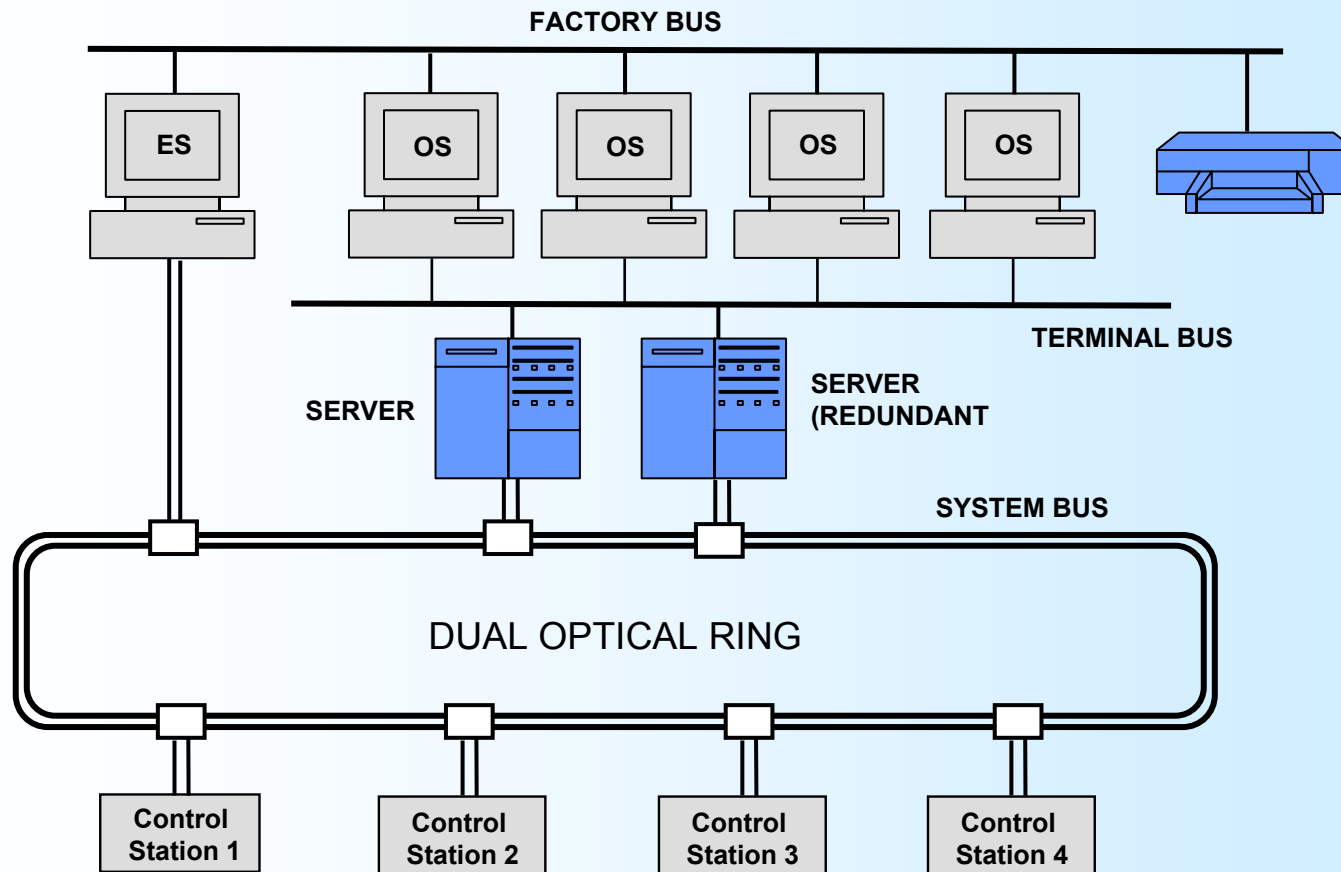 FACTORY BUS
ES
OS
OS
OS
OS
TERMINAL BUS
SERVER
SERVER
(REDUNDANT
SYSTEM BUS
DUAL OPTICAL RING
Control
Station 1
Control
Station 2
Control
Station 3
Control
Station 4